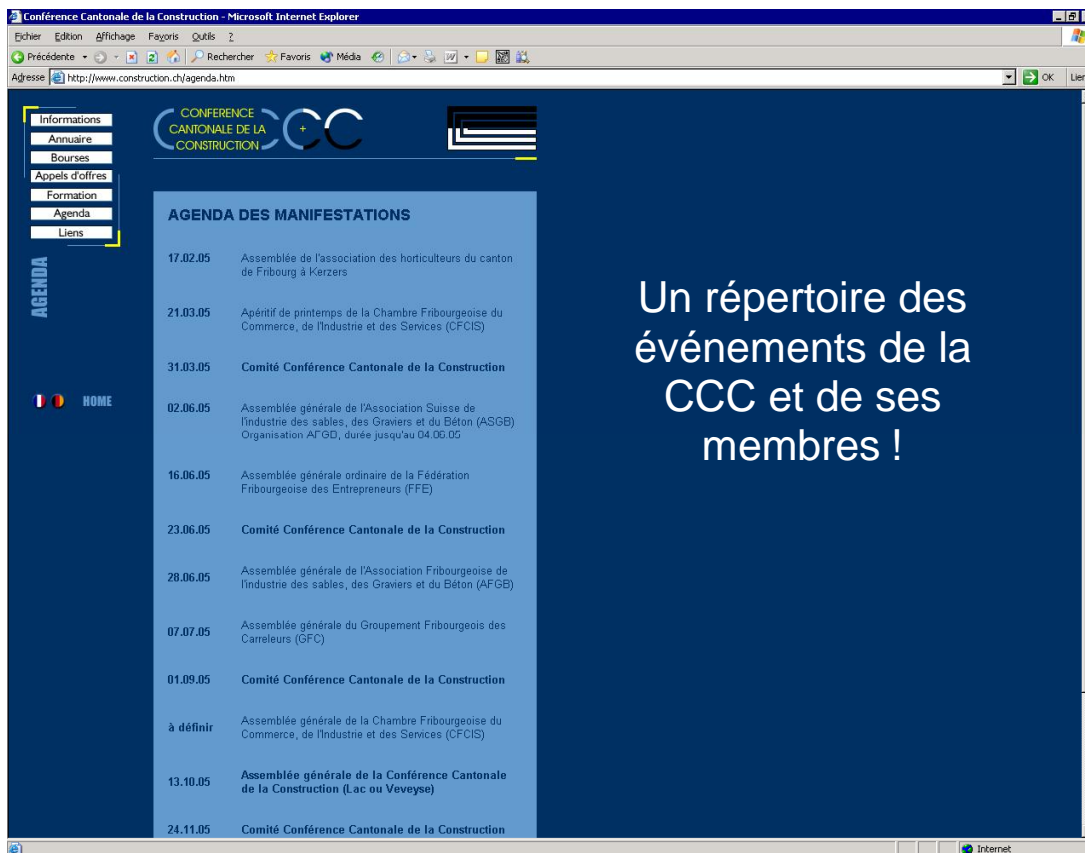 Conférence Cantonale de la Construction - Microsoft Internet Explorer
Fichier Edition Affichage Favoris Outils ?
Précédente Rechercher Favoris Média
Adresse http://www.construction.ch/agenda.htm OK Lien
Informations
Annuaire
Bourses
Appels d'offres
Formation
Agenda
Liens
AGENDA
HOME
CONFERENCE
CANTONALE DE LA
CONSTRUCTION
+
AGENDA DES MANIFESTATIONS
17.02.05 Assemblée de l'association des horticulteurs du canton
de Fribourg à Kerzers
21.03.05 Apéritif de printemps de la Chambre Fribourgeoise du
Commerce, de l'Industrie et des Services (CFCIS)
31.03.05 Comité Conférence Cantonale de la Construction
02.06.05 Assemblée générale de l'Association Suisse de
l'industrie des sables, des Graviers et du Béton (ASGB)
Organisation AFGB, durée jusqu'au 04.06.05
16.06.05 Assemblée générale ordinaire de la Fédération
Fribourgeoise des Entrepreneurs (FFE)
23.06.05 Comité Conférence Cantonale de la Construction
28.06.05 Assemblée générale de l'Association Fribourgeoise de
l'industrie des sables, des Graviers et du Béton (AFGB)
07.07.05 Assemblée générale du Groupement Fribourgeois des
Carreleurs (GFC)
01.09.05 Comité Conférence Cantonale de la Construction
à définir Assemblée générale de la Chambre Fribourgeoise du
Commerce, de l'Industrie et des Services (CFCIS)
13.10.05 Assemblée générale de la Conférence Cantonale
de la Construction (Lac ou Veveyse)
24.11.05 Comité Conférence Cantonale de la Construction
Un répertoire des
événements de la
CCC et de ses
membres !
Internet